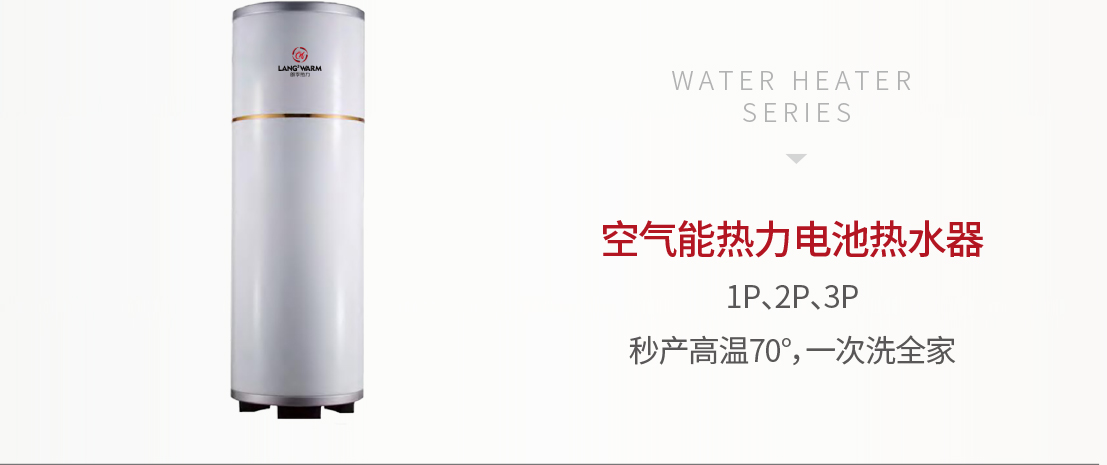 LANG'WARM
WATER HEATER
SERIES
空气能热力电池热水器
1P、2P、3P
秒产高温70°，一次洗全家